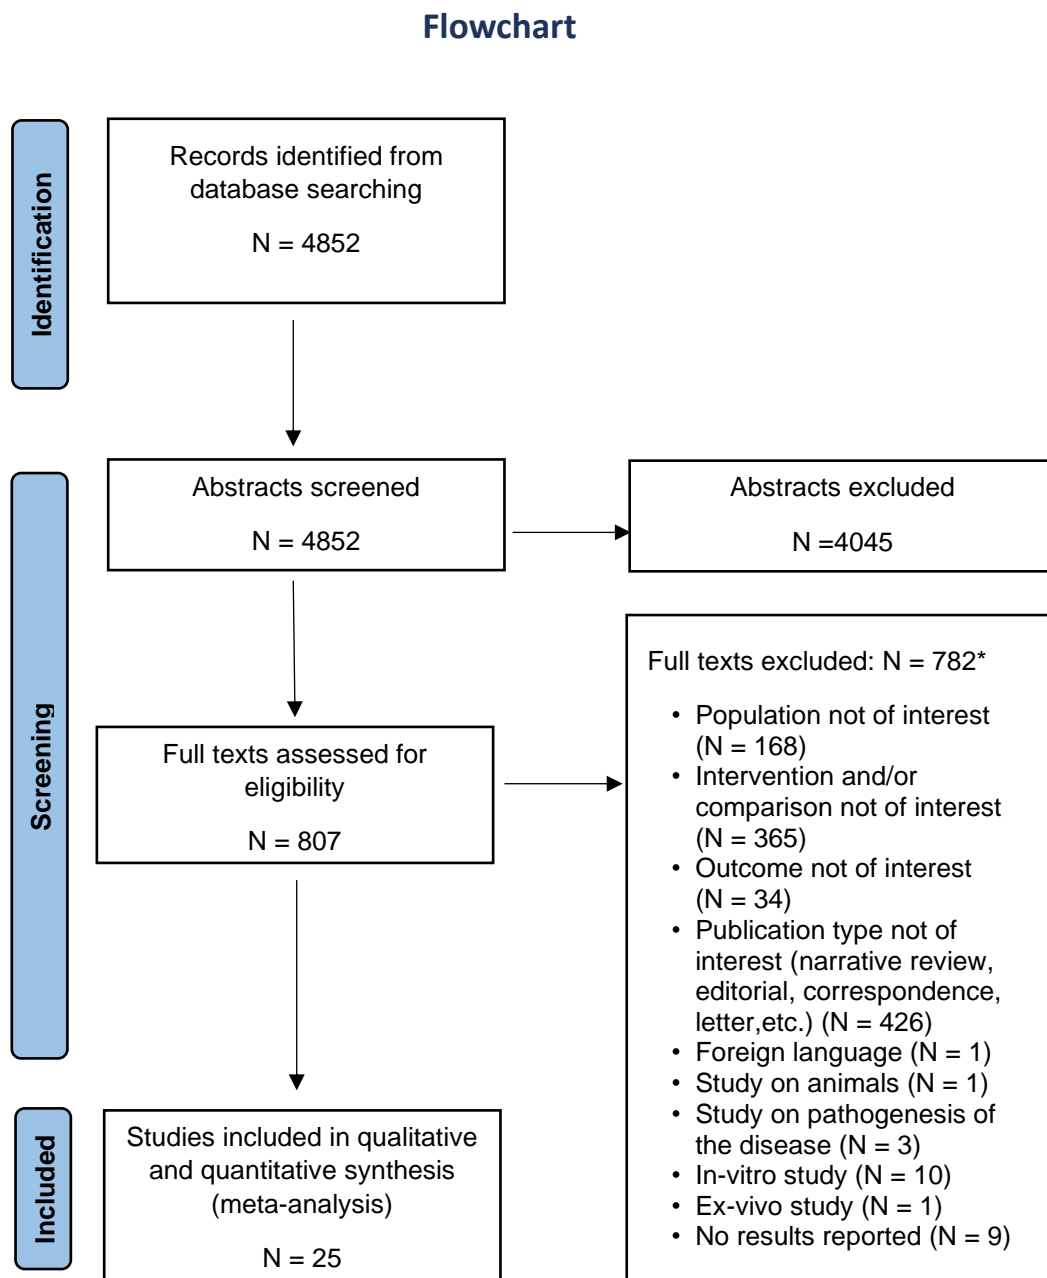 Flowchart
Identification
Records identified from
database searching
N = 4852
Screening
Abstracts screened
N = 4852
Abstracts excluded
N =4045
Full texts assessed for
eligibility
N = 807
Full texts excluded: N = 782*
• Population not of interest
(N = 168)
• Intervention and/or
comparison not of interest
(N = 365)
• Outcome not of interest
(N = 34)
• Publication type not of
interest (narrative review,
editorial, correspondence,
letter,etc.) (N = 426)
• Foreign language (N = 1)
• Study on animals (N = 1)
• Study on pathogenesis of
the disease (N = 3)
• In-vitro study (N = 10)
• Ex-vivo study (N = 1)
• No results reported (N = 9)
Included
Studies included in qualitative
and quantitative synthesis
(meta-analysis)
N = 25